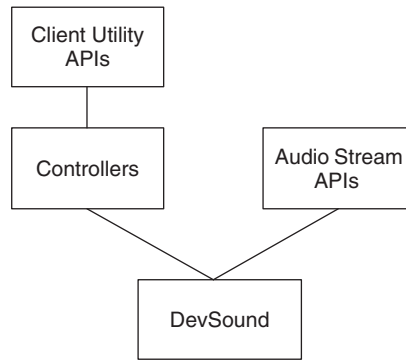 Client Utility
APIs
Controllers
Audio Stream
APIs
DevSound